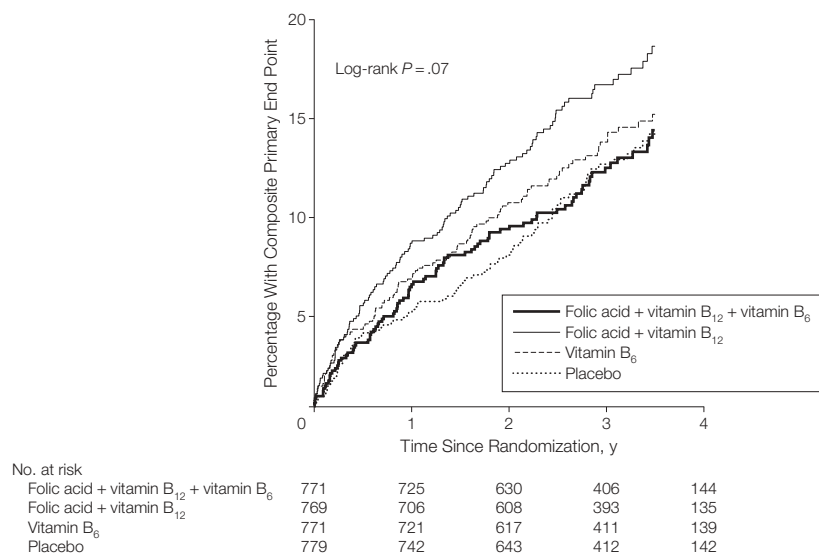 20
Log-rank P = .07
15
10
5
0
Percentage With Composite Primary End Point
Folic acid + vitamin B12 + vitamin B6
Folic acid + vitamin B12
Vitamin B6
Placebo
0 1 2 3 4
Time Since Randomization, y
No. at risk
Folic acid + vitamin B12 + vitamin B6 771 725 630 406 144
Folic acid + vitamin B12 769 706 608 393 135
Vitamin B6 771 721 617 411 139
Placebo 779 742 643 412 142